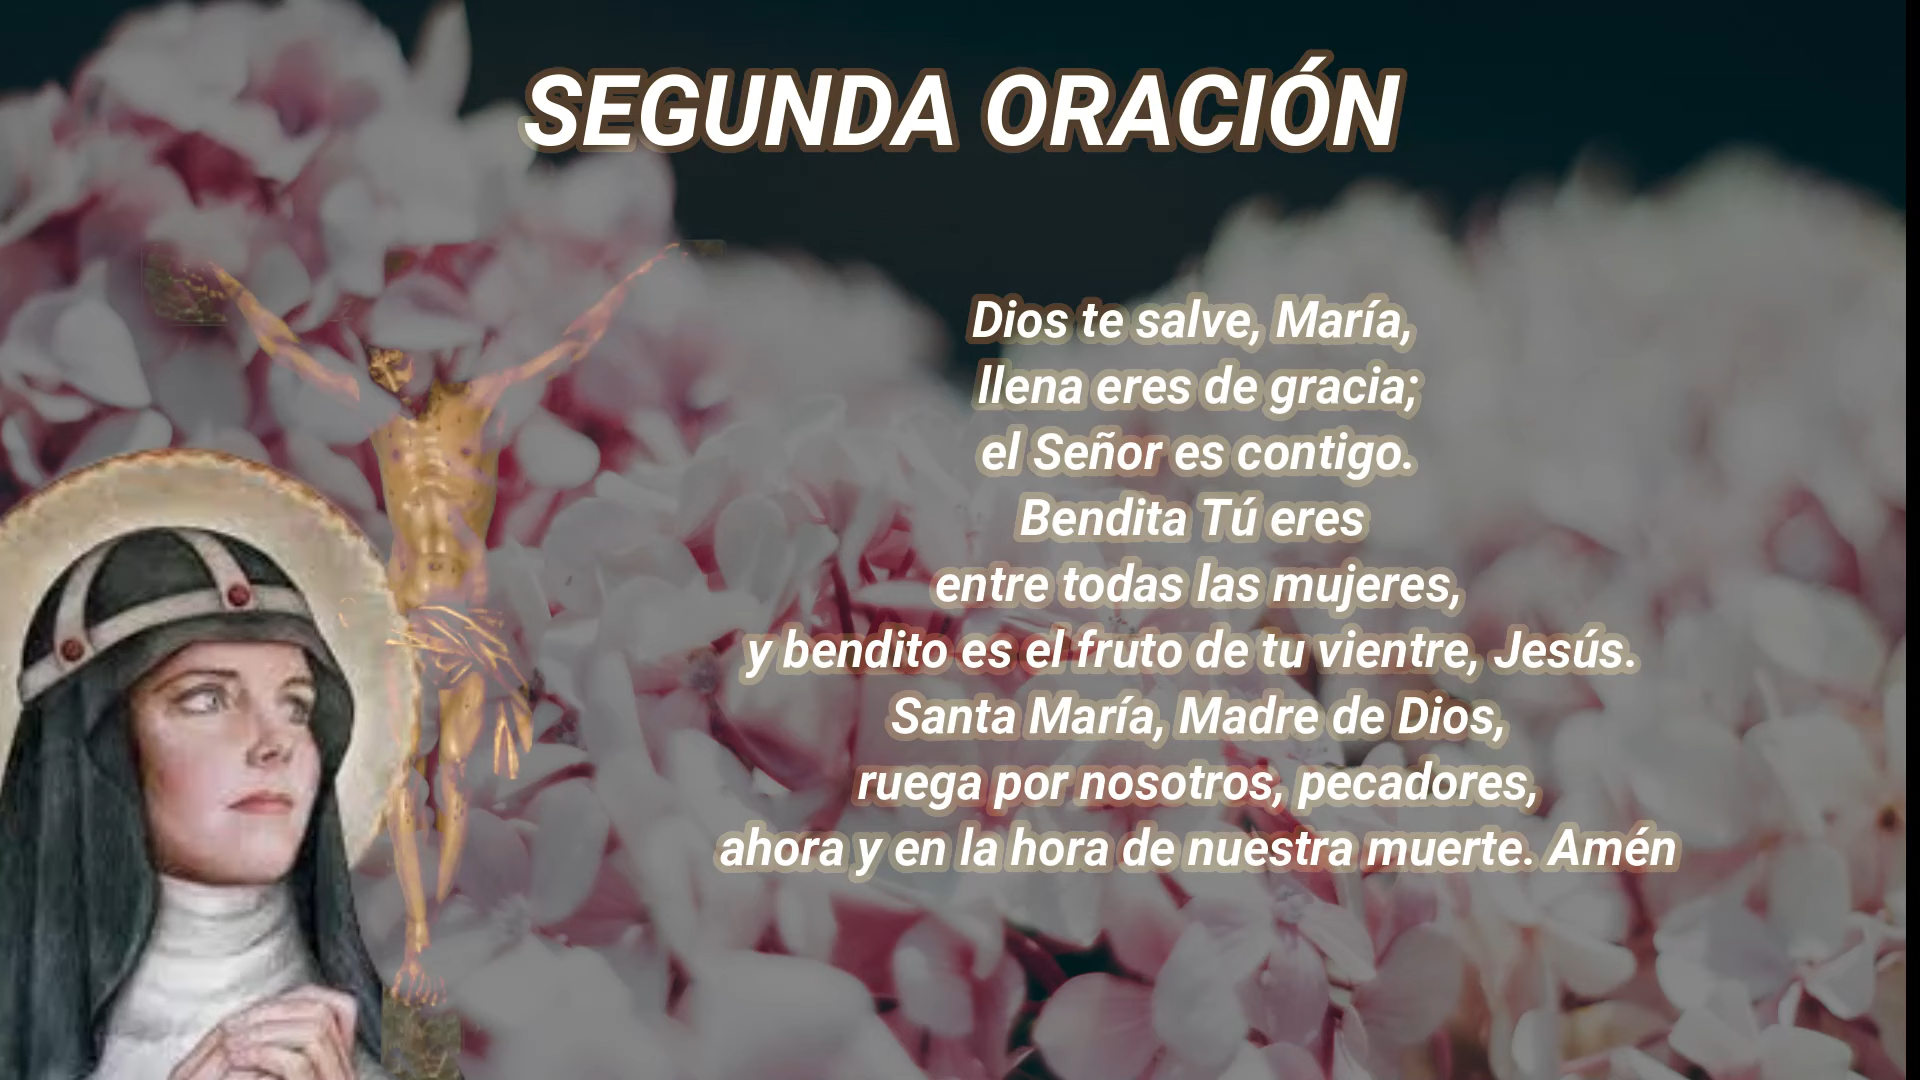 SEGUNDA ORACIÓN
Dios te salve, María,
llena eres de gracia;
el Señor es contigo.
Bendita Tú eres
entre todas las mujeres,
y bendito es el fruto de tu vientre, Jesús.
Santa María, Madre de Dios,
ruega por nosotros, pecadores,
ahora y en la hora de nuestra muerte. Amén